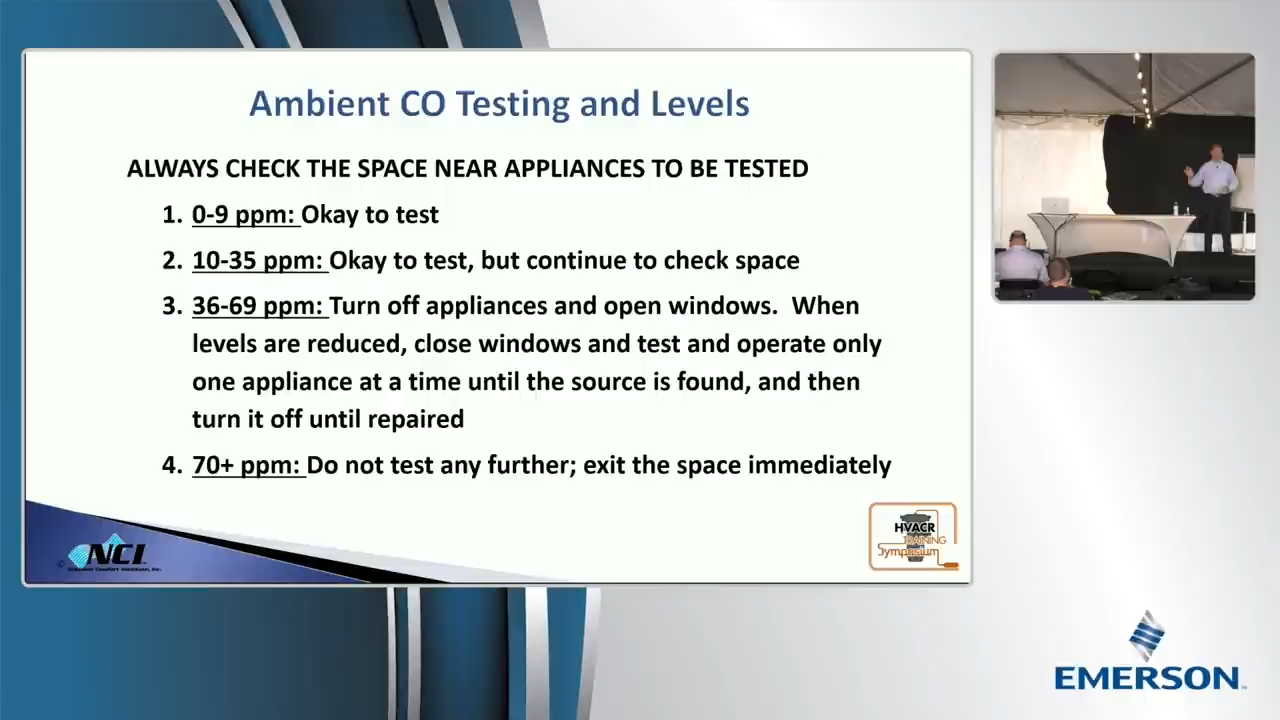 Ambient CO Testing and Levels
ALWAYS CHECK THE SPACE NEAR APPLIANCES TO BE TESTED
1. 0-9 ppm: Okay to test
2. 10-35 ppm: Okay to test, but continue to check space
3. 36-69 ppm: Turn off appliances and open windows.  When
levels are reduced, close windows and test and operate only
one appliance at a time until the source is found, and then
turn it off until repaired
4. 70+ ppm: Do not test any further; exit the space immediately
© NCI
HVACR
TRAINING
Symposium
EMERSON